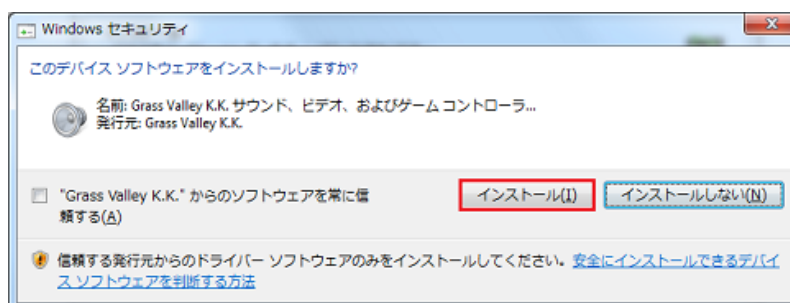 Windows セキュリティ
このデバイス ソフトウェアをインストールしますか?
名前: Grass Valley K.K. サウンド、ビデオ、およびゲーム コントローラ...
発行元: Grass Valley K.K.
"Grass Valley K.K." からのソフトウェアを常に信
頼する(A)
インストール(I)
インストールしない(N)
信頼する発行元からのドライバー ソフトウェアのみをインストールしてください。安全にインストールできるデバイ
ス ソフトウェアを判断する方法